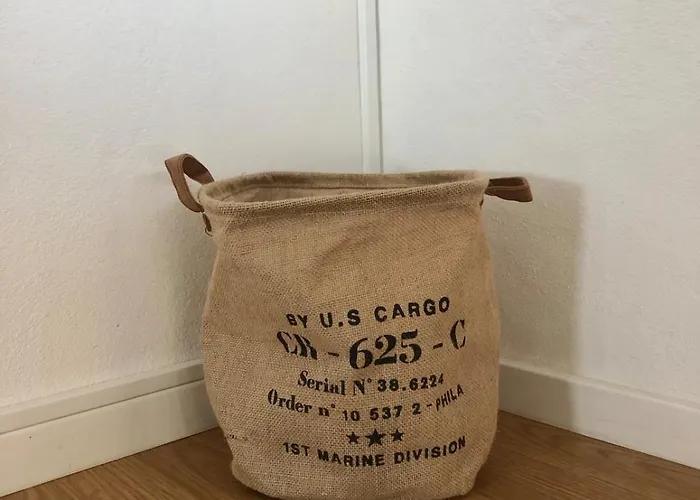 BY U.S CARGO
CR - 625 - C
Serial N° 38.6224
Order n° 10 537 2 - PHILA
★★★
1ST MARINE DIVISION